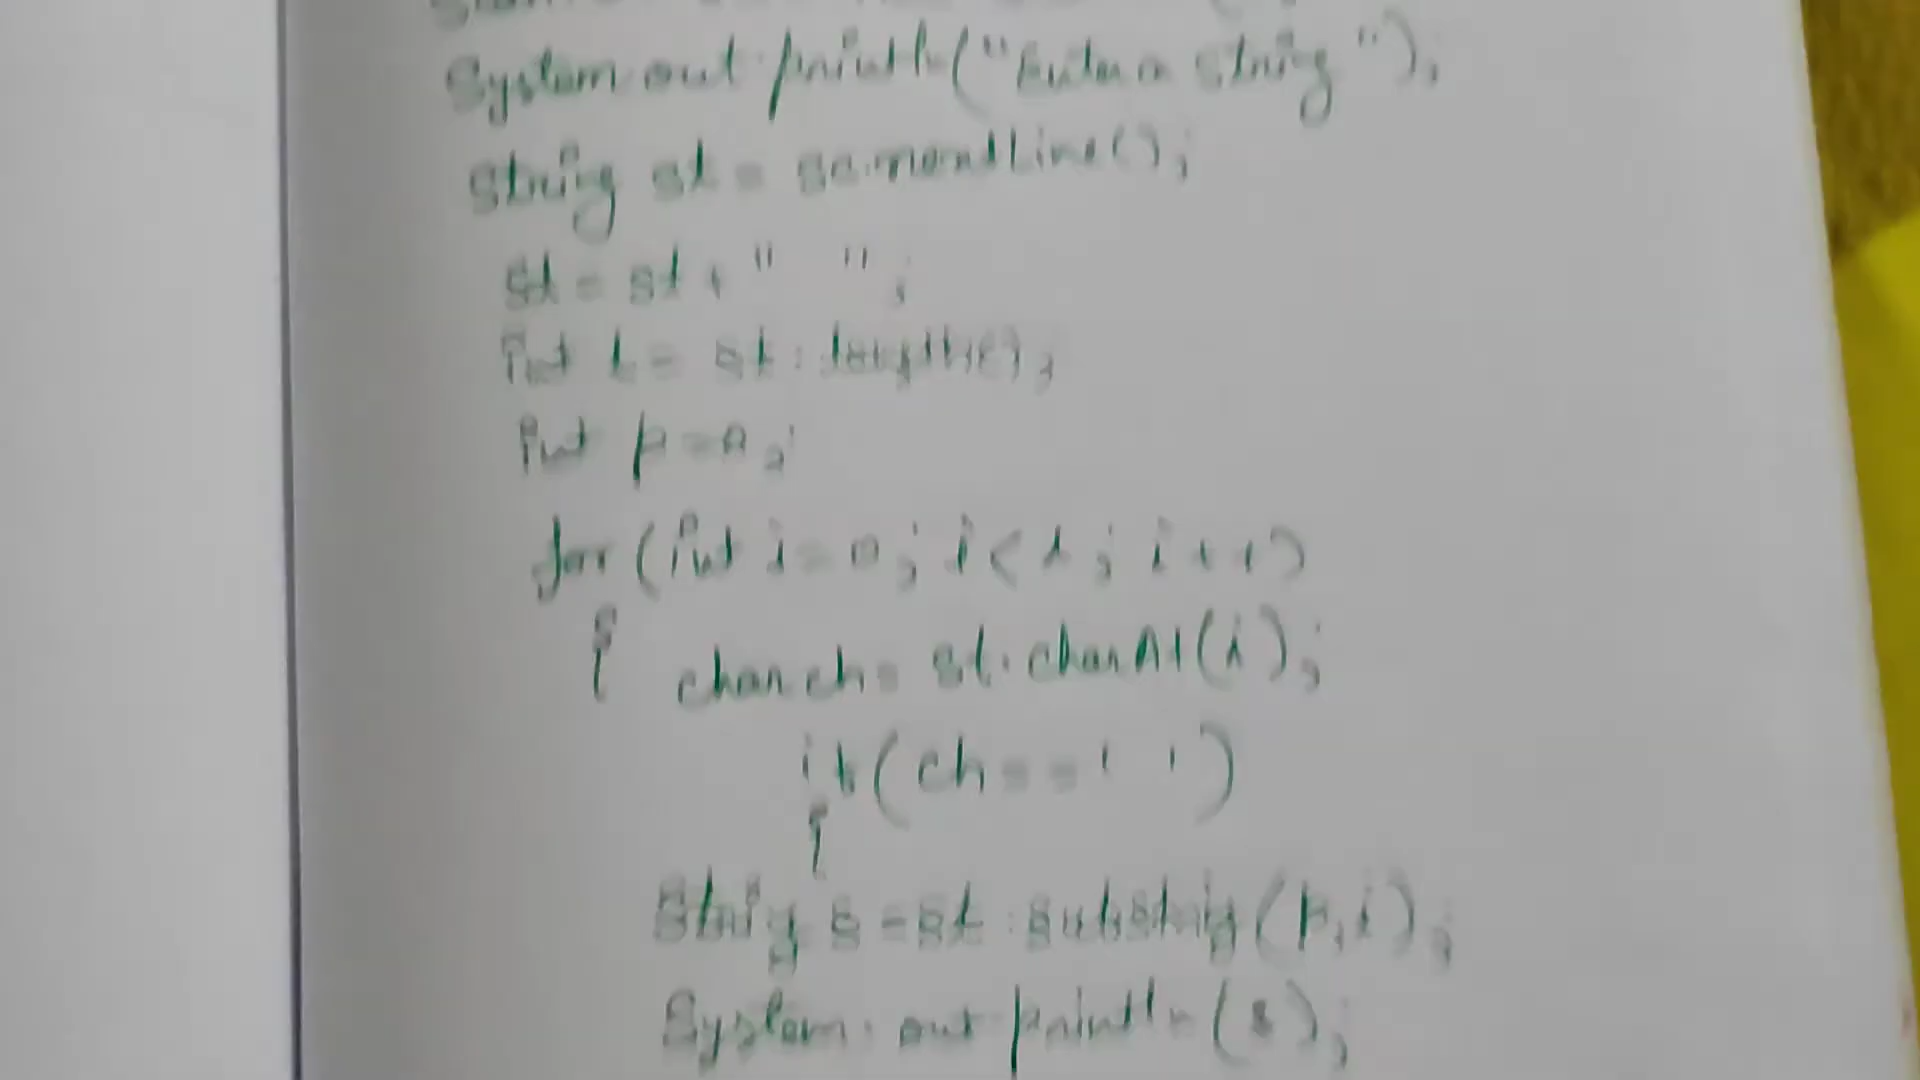 System.out.println("Enter a string");
String st = sc.nextLine();
st = st + " ";
int l = st.length();
int p = 0;
for (int i = 0; i < l; i++)
{ char ch = st.charAt(i);
if (ch == ' ')
{
String s = st.substring(p, i);
System.out.println(s);